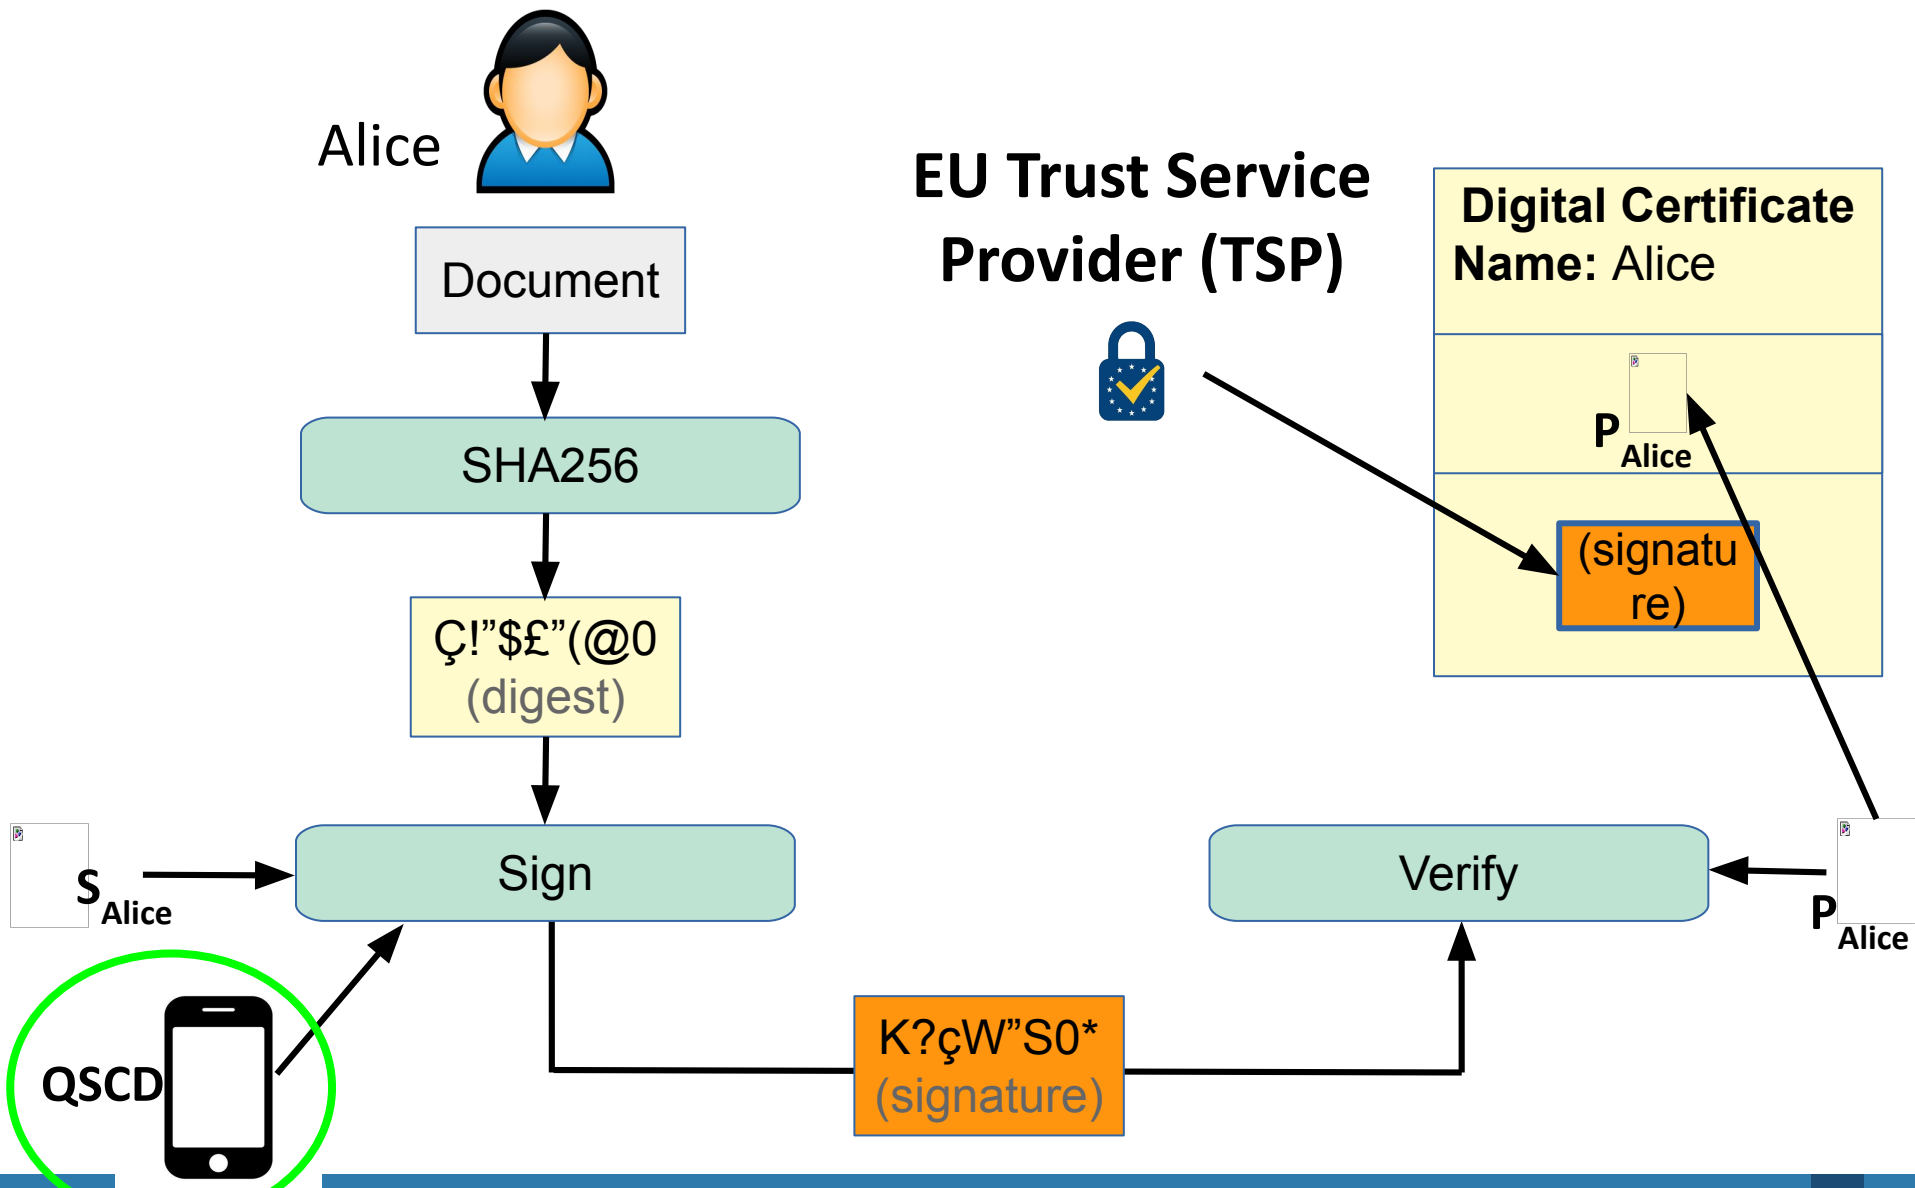 Alice
Document
SHA256
Ç!”$£”(@0
(digest)
S Alice
Sign
QSCD
K?çW”S0*
(signature)
EU Trust Service
Provider (TSP)
Digital Certificate
Name: Alice
P Alice
(signatu
re)
Verify
P Alice